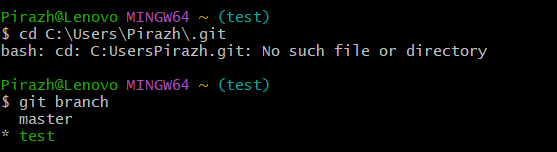 Pirazh@Lenovo MINGW64 ~ (test)
$ cd C:\Users\Pirazh\.git
bash: cd: C:UsersPirazh.git: No such file or directory
Pirazh@Lenovo MINGW64 ~ (test)
$ git branch
master
* test